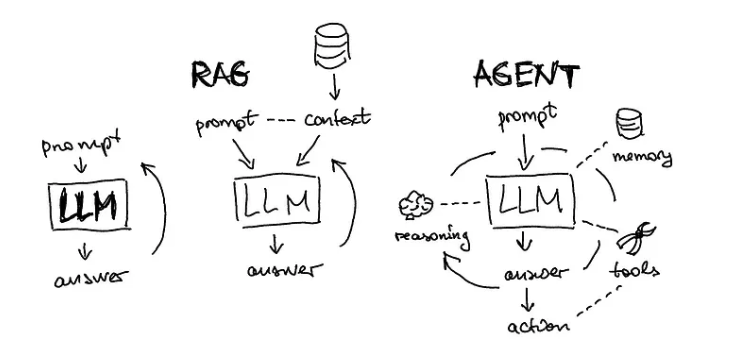 prompt
LLM
answer
RAG
prompt --- context
LLM
answer
AGENT
prompt
memory
LLM
reasoning
answer
tools
action